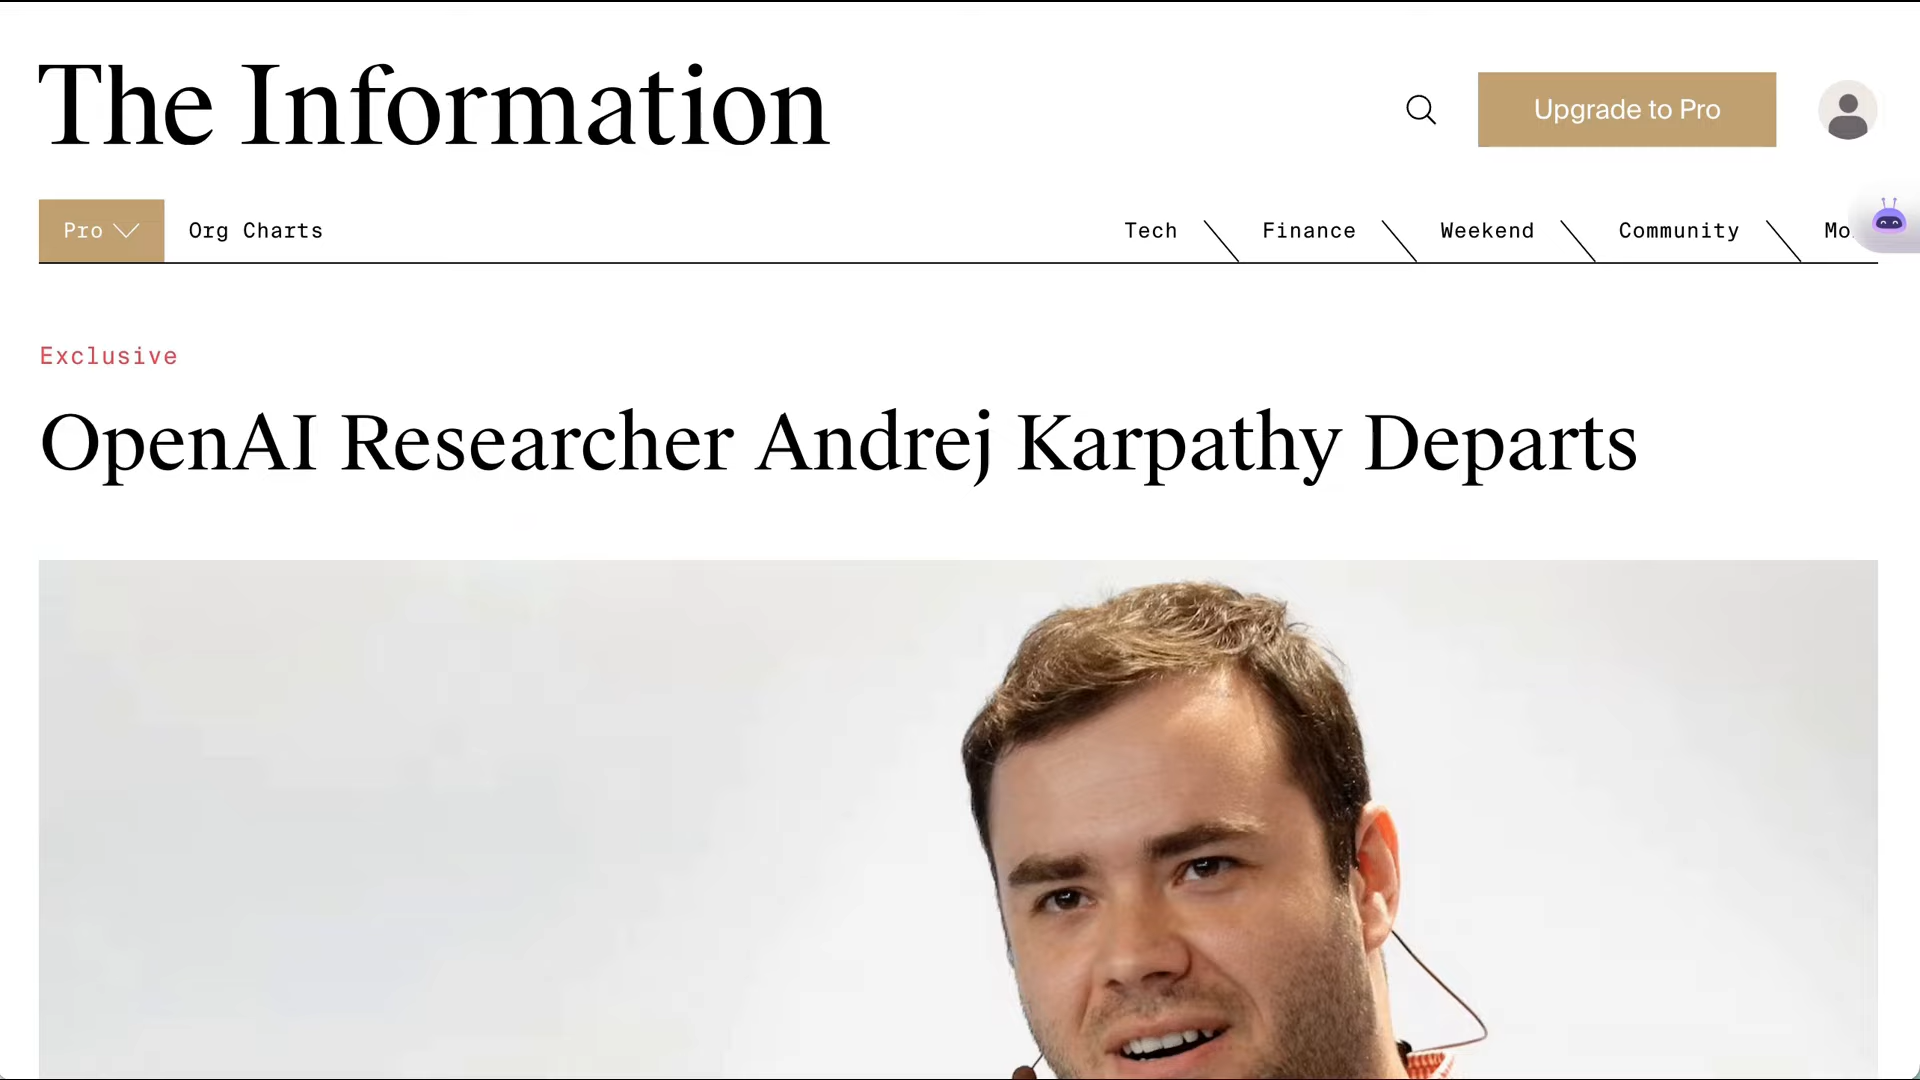 The Information
Upgrade to Pro
Pro
Org Charts
Tech
Finance
Weekend
Community
Exclusive
OpenAI Researcher Andrej Karpathy Departs